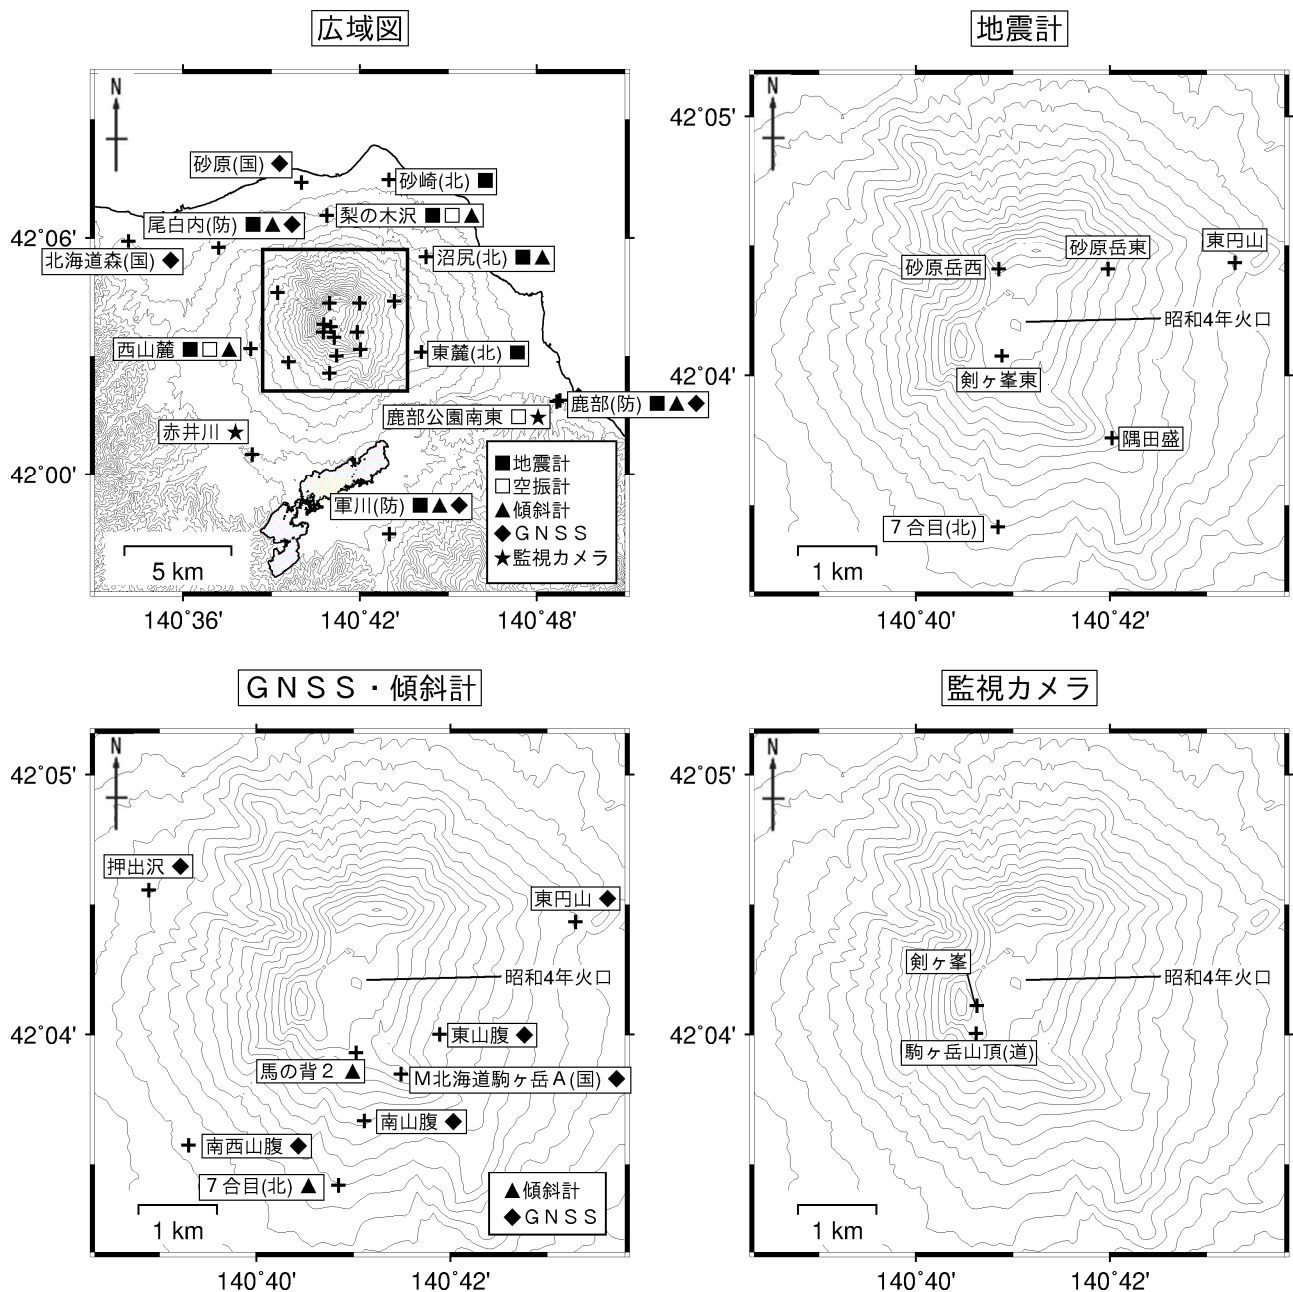 広域図
N
砂原(国) ◆
砂崎(北) ■
梨の木沢 ■□▲
尾白内(防) ■▲◆
42°06'
北海道森(国) ◆
沼尻(北) ■▲
西山麓 ■□▲
東麓(北) ■
鹿部(防) ■▲◆
鹿部公園南東 □★
赤井川 ★
42°00'
軍川(防) ■▲◆
■地震計
□空振計
▲傾斜計
◆ＧＮＳＳ
★監視カメラ
5 km
140°36'
140°42'
140°48'
地震計
N
42°05'
東円山
砂原岳東
砂原岳西
昭和4年火口
42°04'
剣ヶ峯東
隅田盛
７合目(北)
1 km
140°40'
140°42'
ＧＮＳＳ・傾斜計
N
42°05'
押出沢 ◆
東円山 ◆
昭和4年火口
42°04'
東山腹 ◆
馬の背２ ▲
Ｍ北海道駒ヶ岳Ａ(国) ◆
南山腹 ◆
南西山腹 ◆
７合目(北) ▲
▲傾斜計
◆ＧＮＳＳ
1 km
140°40'
140°42'
監視カメラ
N
42°05'
剣ヶ峯
昭和4年火口
42°04'
駒ヶ岳山頂(道)
1 km
140°40'
140°42'